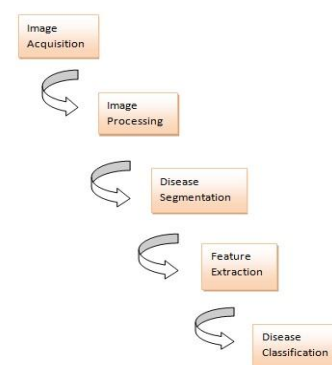 Image
Acquisition
Image
Processing
Disease
Segmentation
Feature
Extraction
Disease
Classification